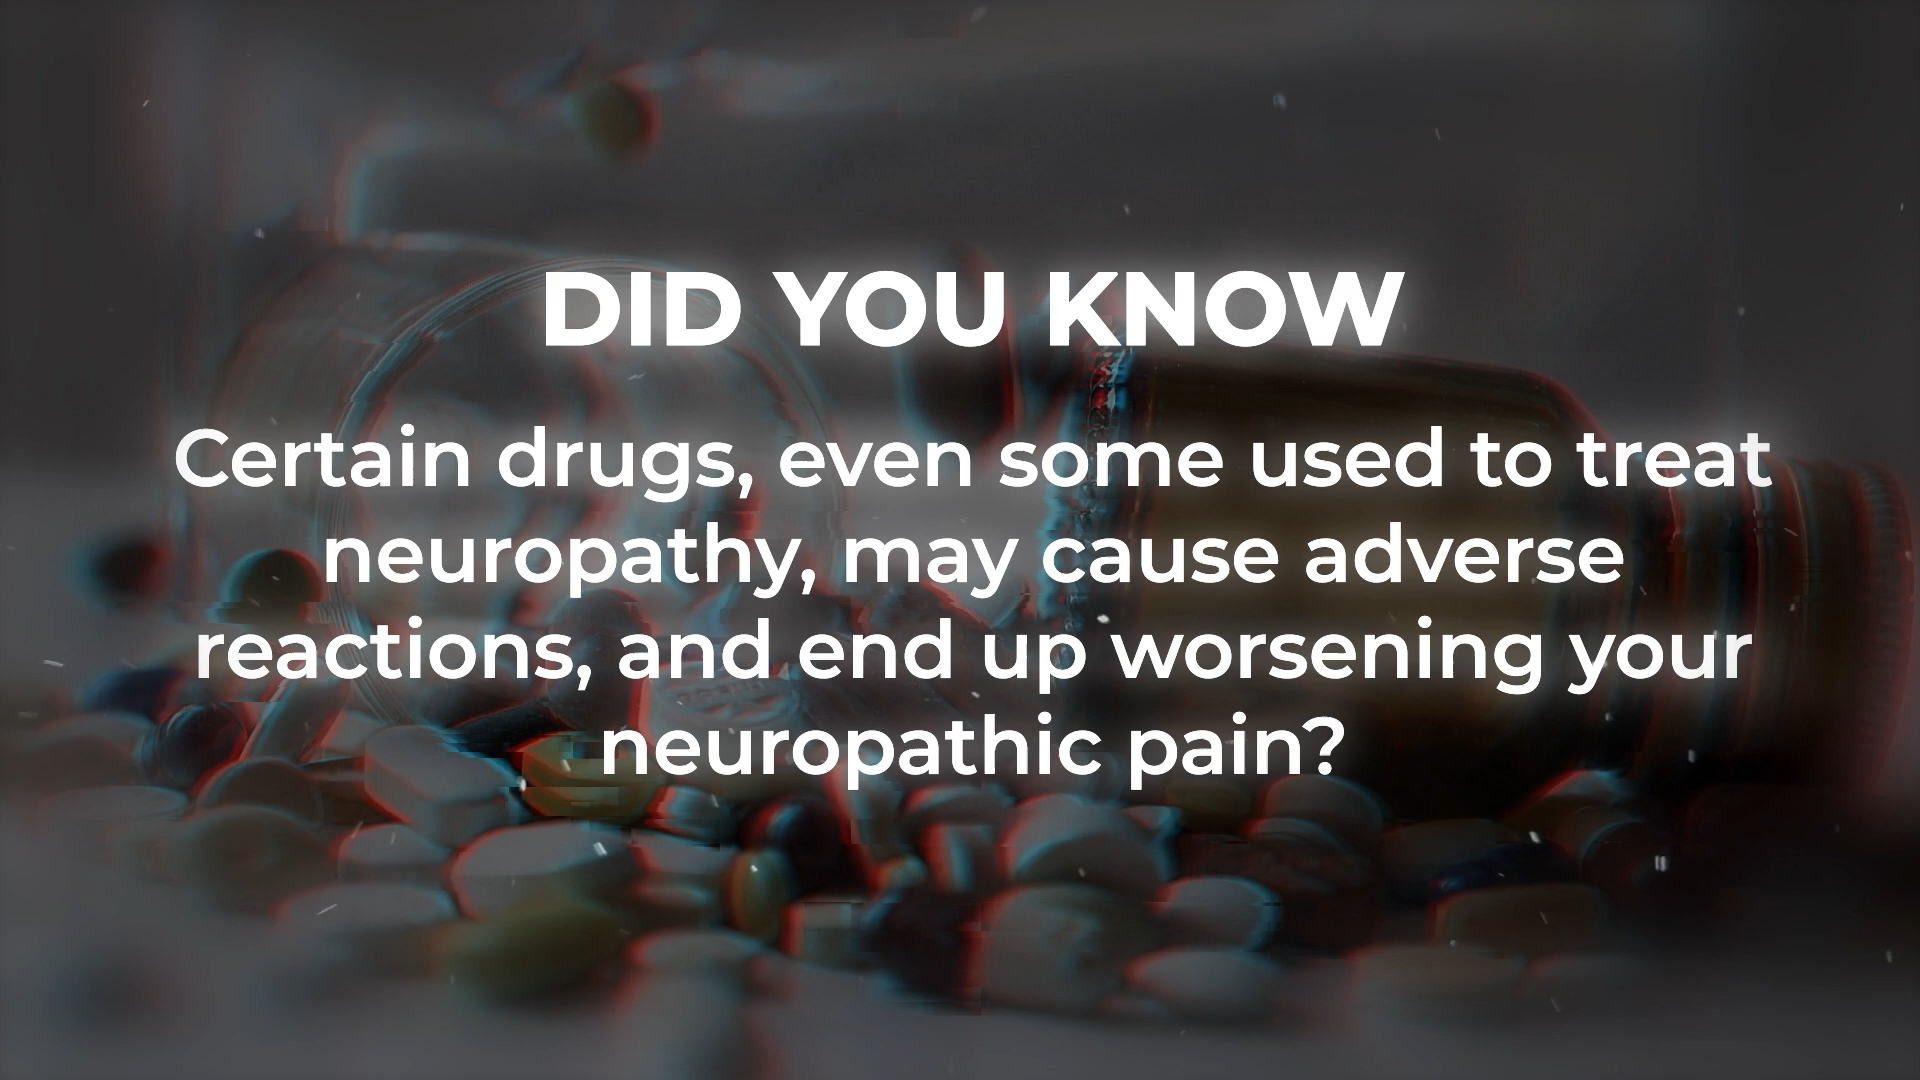 DID YOU KNOW
Certain drugs, even some used to treat
neuropathy, may cause adverse
reactions, and end up worsening your
neuropathic pain?